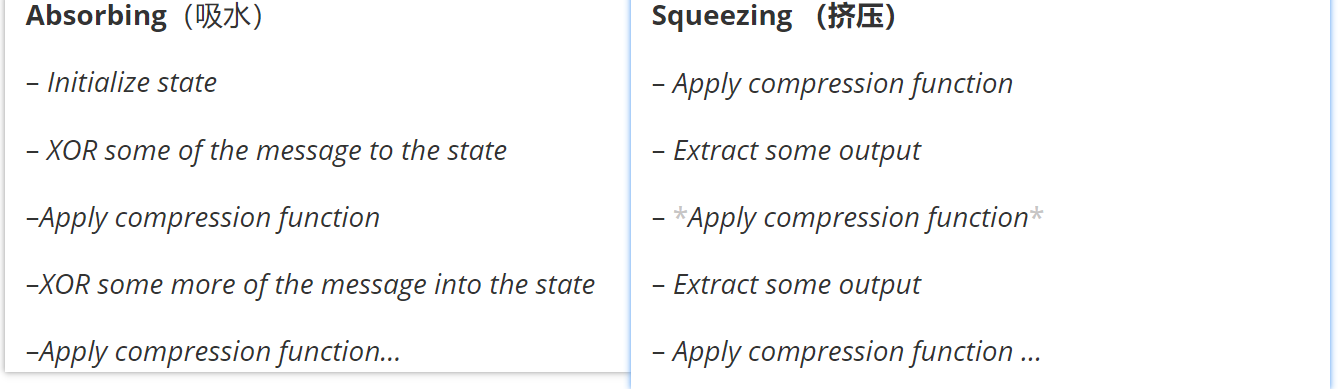 Absorbing（吸水）
– Initialize state
– XOR some of the message to the state
–Apply compression function
–XOR some more of the message into the state
–Apply compression function...
Squeezing （挤压）
– Apply compression function
– Extract some output
– *Apply compression function*
– Extract some output
– Apply compression function ...